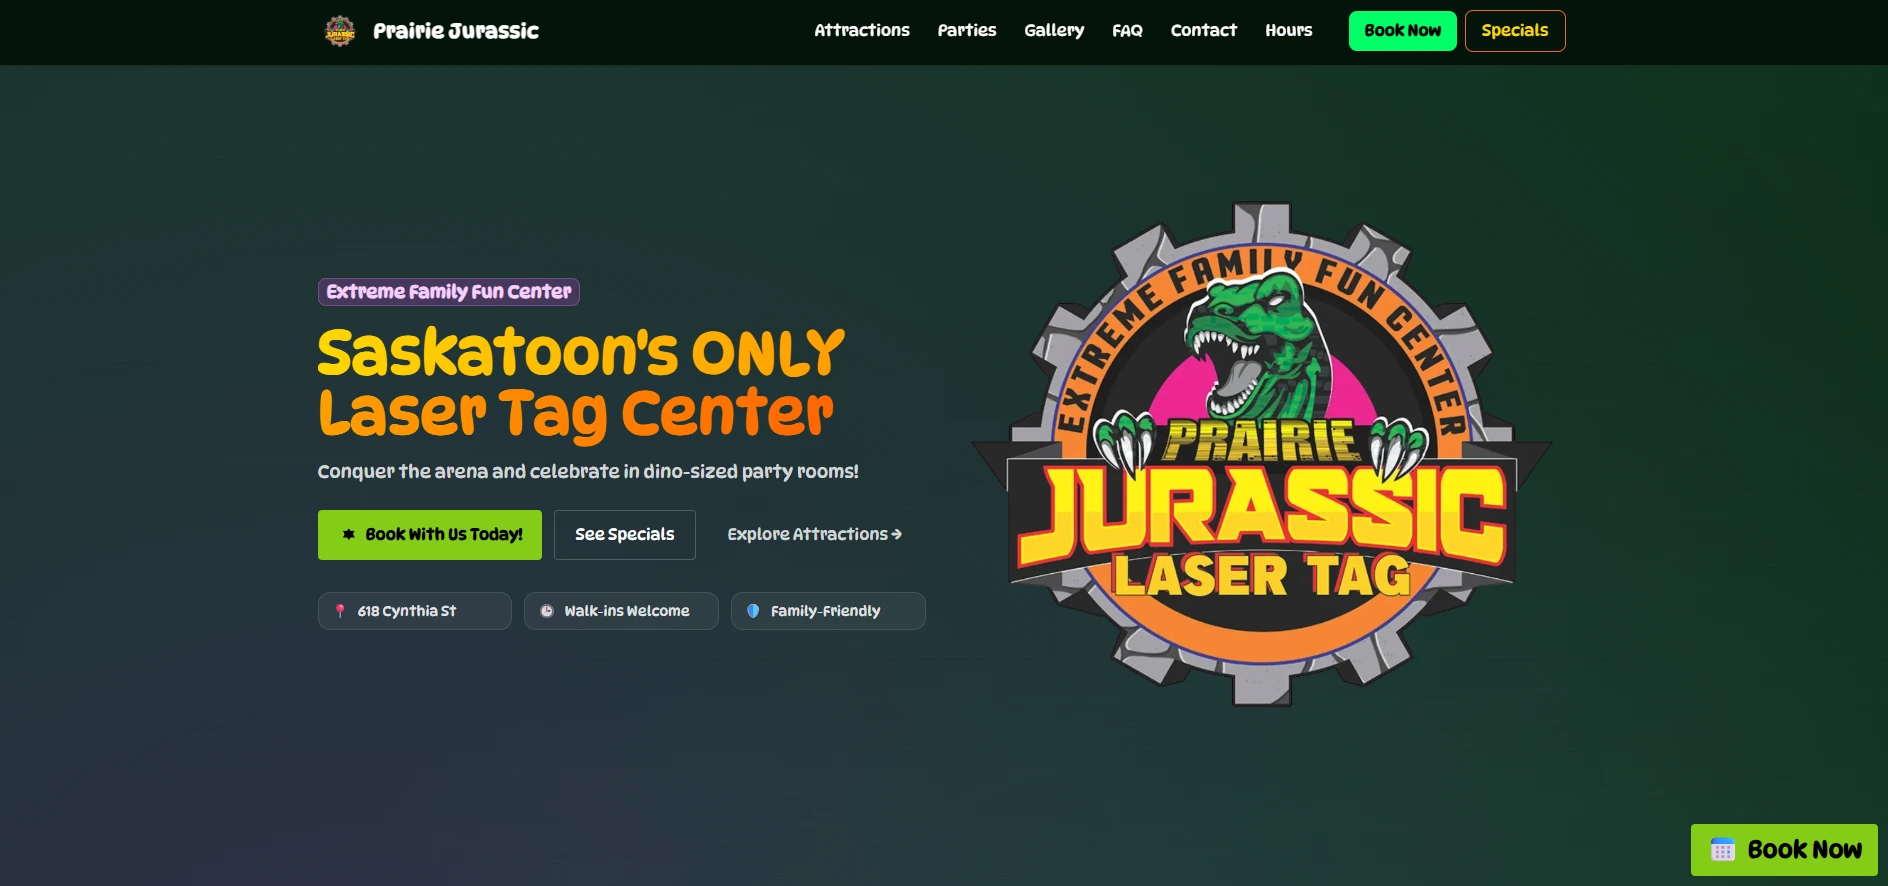 Prairie Jurassic
Attractions Parties Gallery FAQ Contact Hours Book Now Specials
Extreme Family Fun Center
Saskatoon's ONLY
Laser Tag Center
Conquer the arena and celebrate in dino-sized party rooms!
Book With Us Today! See Specials Explore Attractions →
618 Cynthia St Walk-ins Welcome Family-Friendly
EXTREME FAMILY FUN CENTER
PRAIRIE
JURASSIC
LASER TAG
Book Now